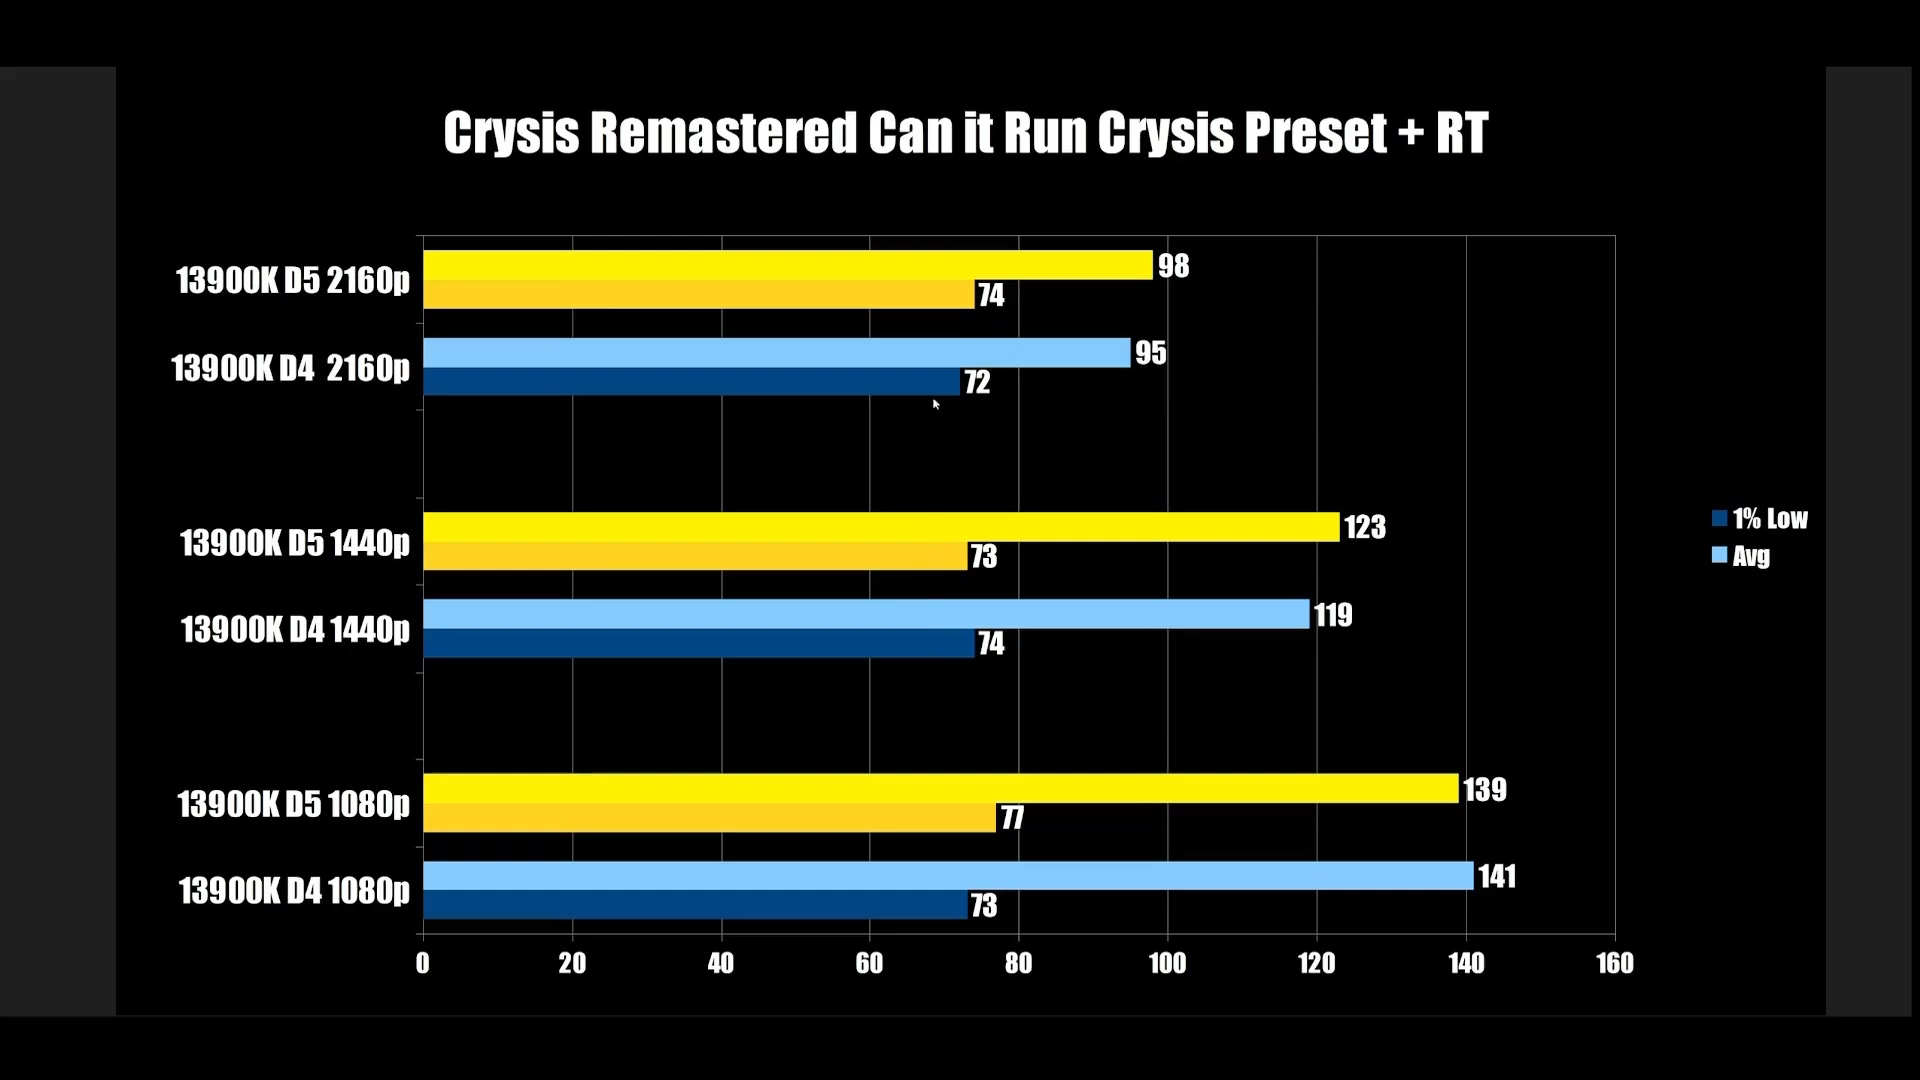 Crysis Remastered Can it Run Crysis Preset + RT
13900K D5 2160p
98
74
13900K D4  2160p
95
72
13900K D5 1440p
123
73
13900K D4 1440p
119
74
13900K D5 1080p
139
77
13900K D4 1080p
141
73
0 20 40 60 80 100 120 140 160
1% Low
Avg